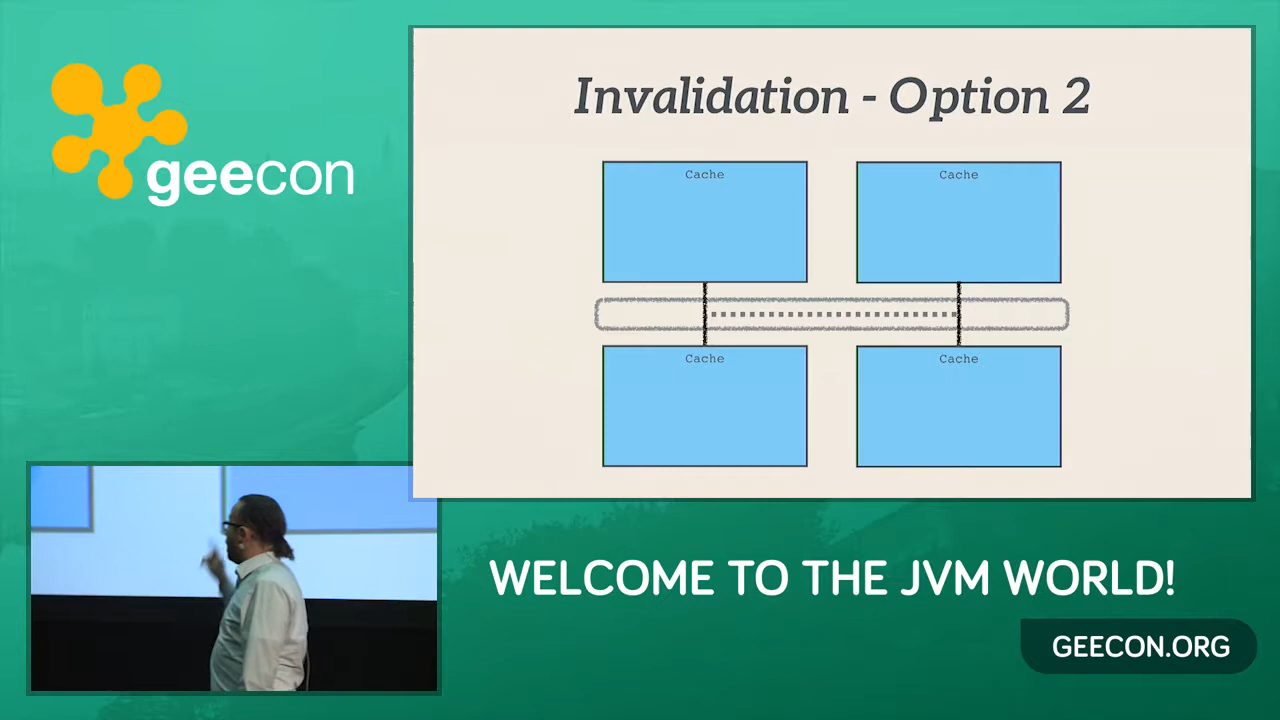 geecon
Invalidation - Option 2
Cache
Cache
Cache
Cache
WELCOME TO THE JVM WORLD!
GEECON.ORG